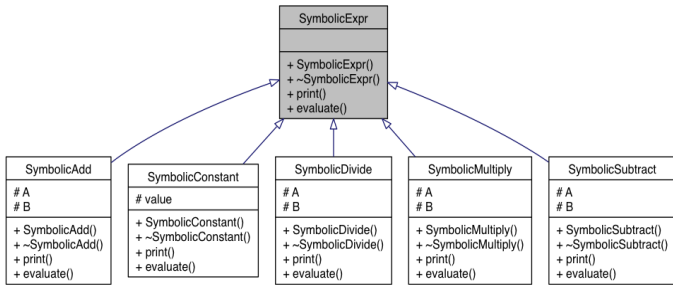 SymbolicExpr
+ SymbolicExpr()
+ ~SymbolicExpr()
+ print()
+ evaluate()
SymbolicAdd
# A
# B
+ SymbolicAdd()
+ ~SymbolicAdd()
+ print()
+ evaluate()
SymbolicConstant
# value
+ SymbolicConstant()
+ ~SymbolicConstant()
+ print()
+ evaluate()
SymbolicDivide
# A
# B
+ SymbolicDivide()
+ ~SymbolicDivide()
+ print()
+ evaluate()
SymbolicMultiply
# A
# B
+ SymbolicMultiply()
+ ~SymbolicMultiply()
+ print()
+ evaluate()
SymbolicSubtract
# A
# B
+ SymbolicSubtract()
+ ~SymbolicSubtract()
+ print()
+ evaluate()